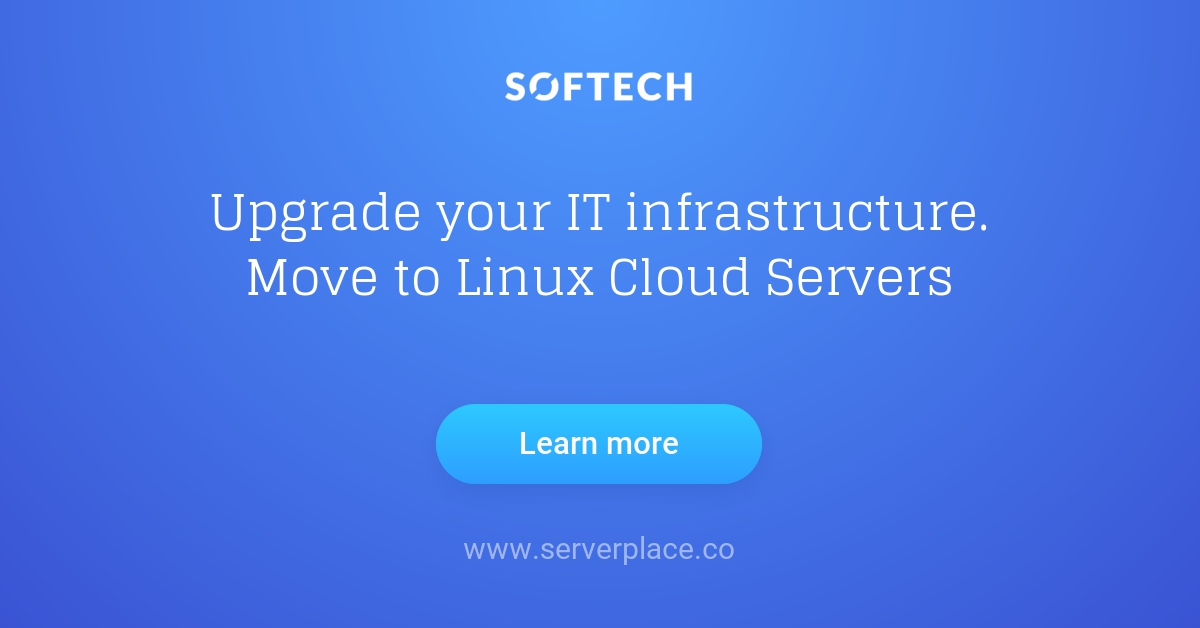 SOFTECH
Upgrade your IT infrastructure.
Move to Linux Cloud Servers
Learn more
www.serverplace.co